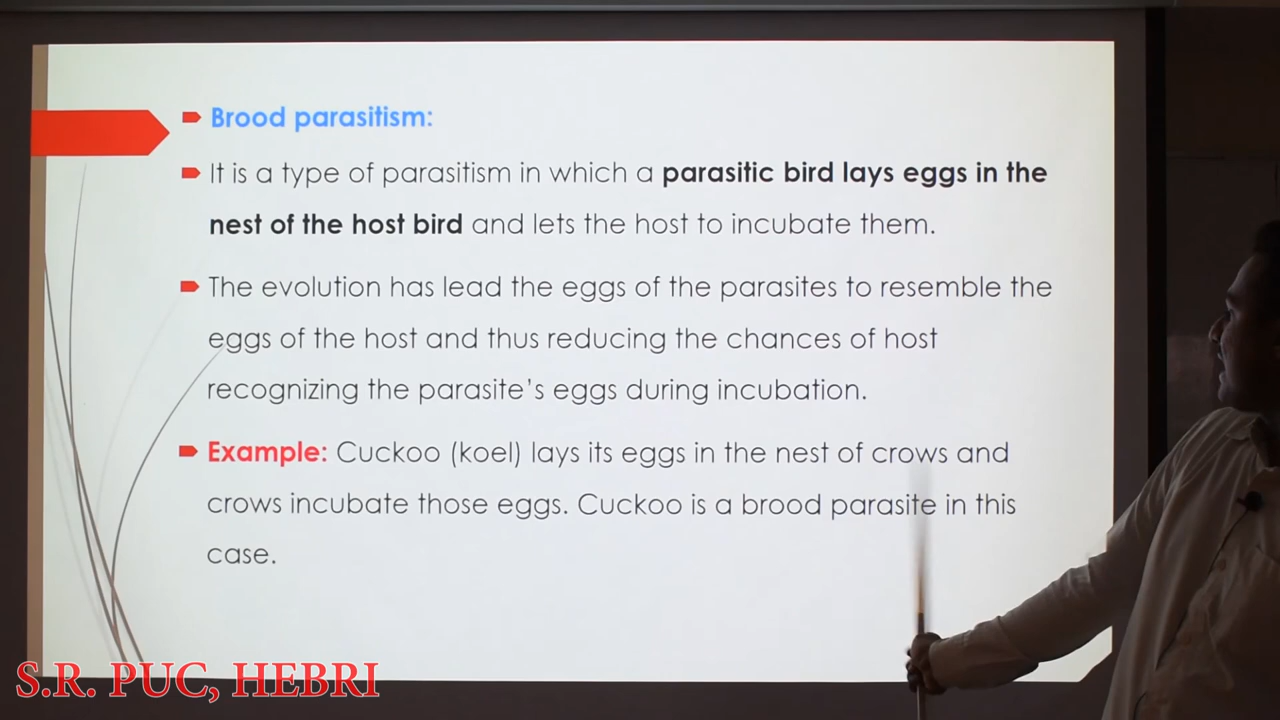 Brood parasitism:
It is a type of parasitism in which a parasitic bird lays eggs in the
nest of the host bird and lets the host to incubate them.
The evolution has lead the eggs of the parasites to resemble the
eggs of the host and thus reducing the chances of host
recognizing the parasite's eggs during incubation.
Example: Cuckoo (koel) lays its eggs in the nest of crows and
crows incubate those eggs. Cuckoo is a brood parasite in this
case.
S.R. PUC, HEBRI